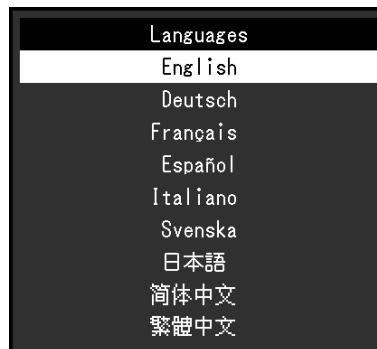 Languages
English
Deutsch
Français
Español
Italiano
Svenska
日本語
简体中文
繁體中文